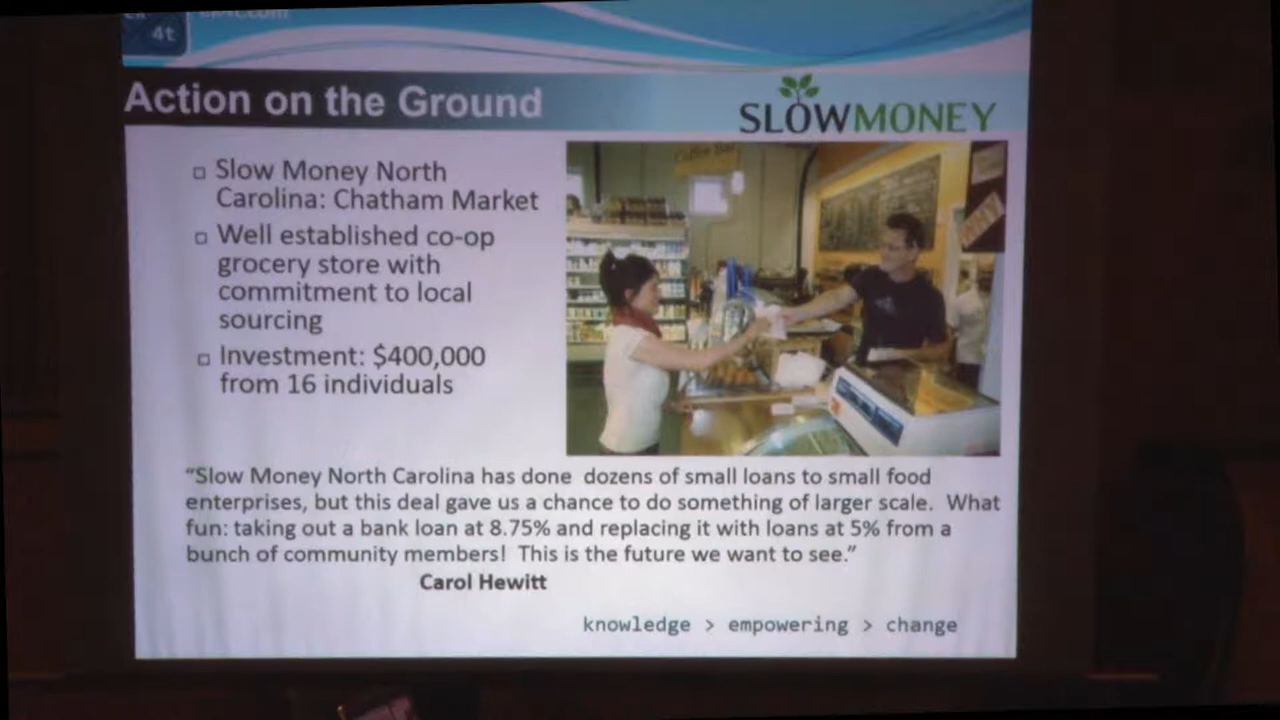 4t
Action on the Ground
SLOWMONEY
Slow Money North
Carolina: Chatham Market
Well established co-op
grocery store with
commitment to local
sourcing
Investment: $400,000
from 16 individuals
Coffee Bar
“Slow Money North Carolina has done  dozens of small loans to small food
enterprises, but this deal gave us a chance to do something of larger scale.  What
fun: taking out a bank loan at 8.75% and replacing it with loans at 5% from a
bunch of community members!  This is the future we want to see.”
Carol Hewitt
knowledge > empowering > change